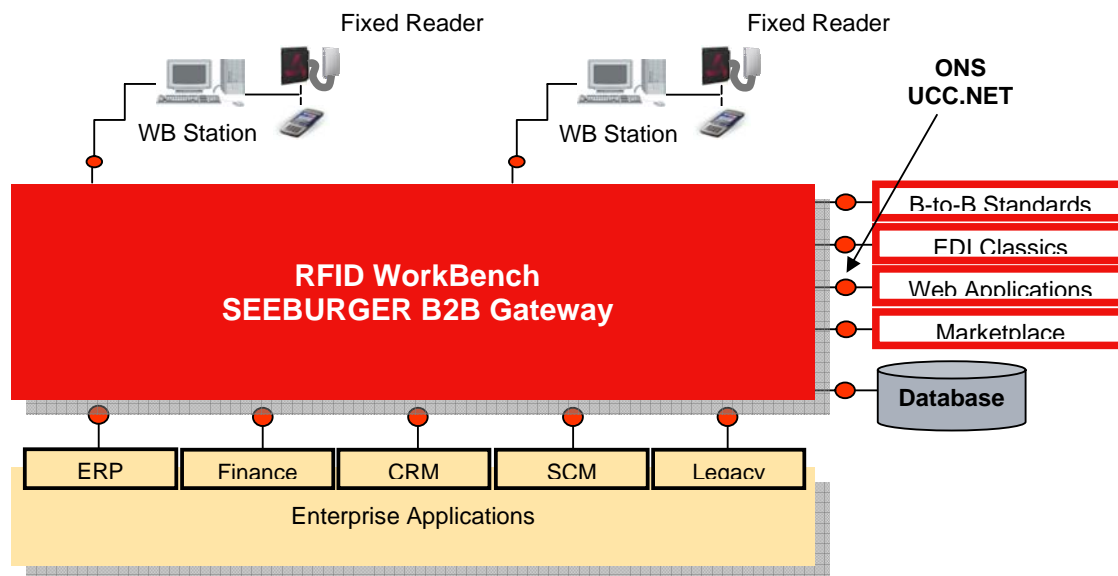 Fixed Reader
Fixed Reader
ONS
UCC.NET
WB Station
WB Station
B-to-B Standards
EDI Classics
RFID WorkBench
SEEBURGER B2B Gateway
Web Applications
Marketplace
Database
ERP
Finance
CRM
SCM
Legacy
Enterprise Applications